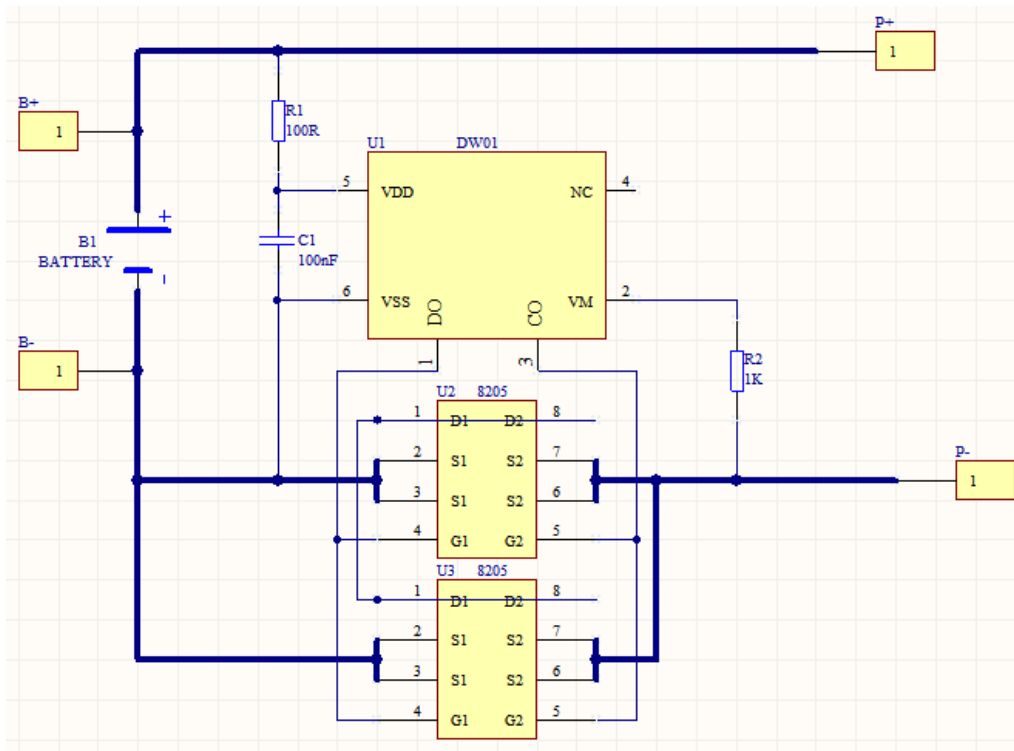 P+
1
B+
1
R1
100R
U1 DW01
5 VDD NC 4
+
B1
BATTERY
-
C1
100nF
6 VSS VM 2
DO CO
1 3
B-
1
R2
1K
U2 8205
1 D1 D2 8
2 S1 S2 7
3 S1 S2 6
4 G1 G2 5
P-
1
U3 8205
1 D1 D2 8
2 S1 S2 7
3 S1 S2 6
4 G1 G2 5